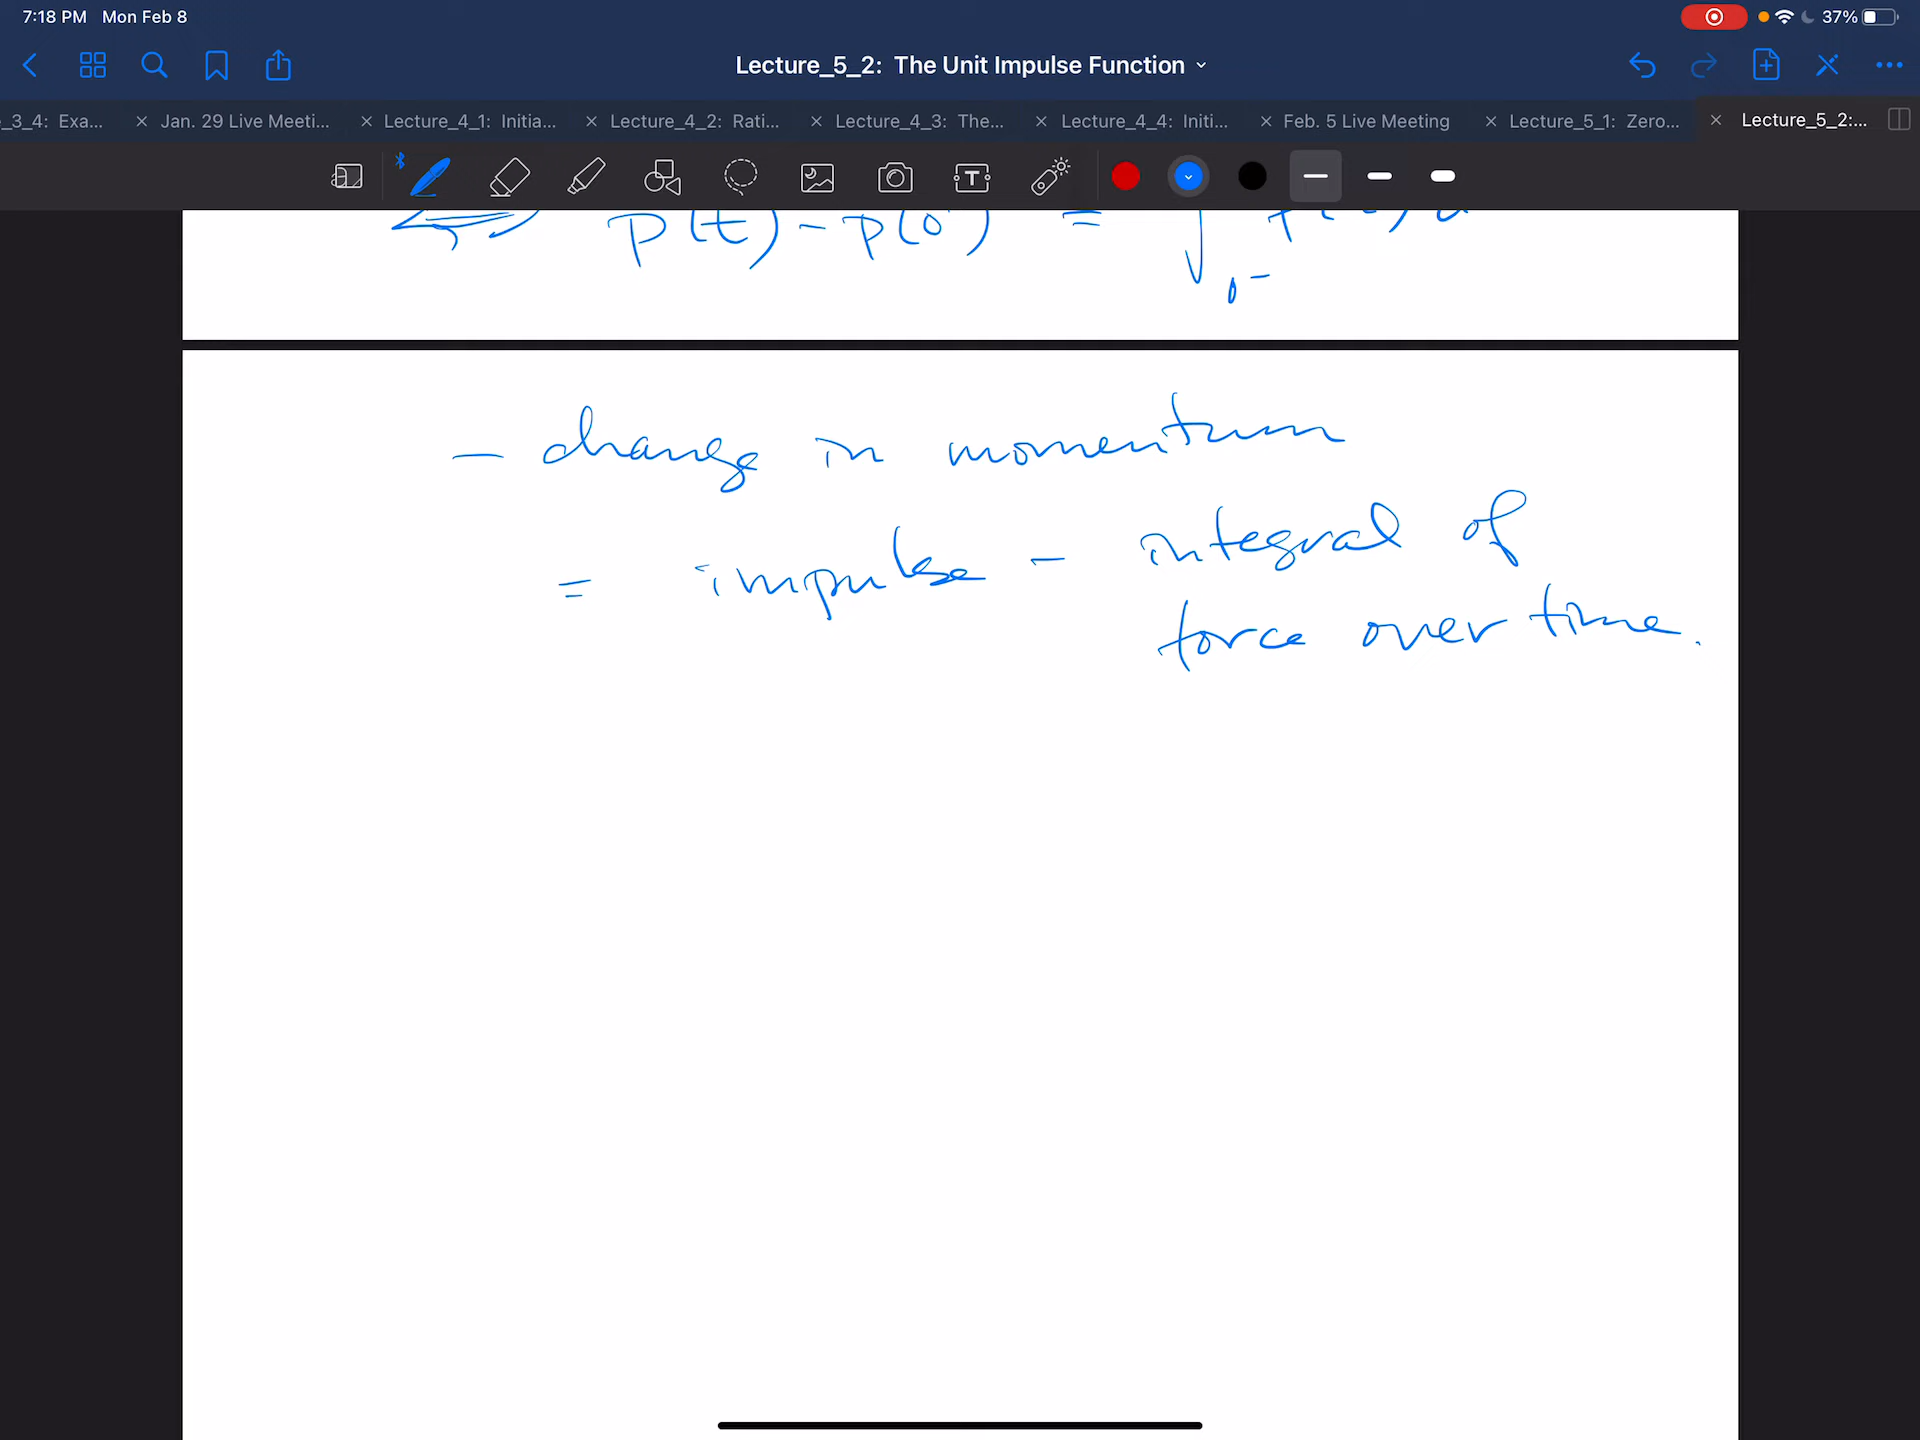 7:18 PM Mon Feb 8
37%
Lecture_5_2: The Unit Impulse Function
_3_4: Exa... Jan. 29 Live Meeti... Lecture_4_1: Initia... Lecture_4_2: Rati... Lecture_4_3: The... Lecture_4_4: Initi... Feb. 5 Live Meeting Lecture_5_1: Zero... Lecture_5_2:...
⇐⇒ p(t) - p(0 ) = ∫ 0-
- change in momentum
= impulse - integral of
force over time.